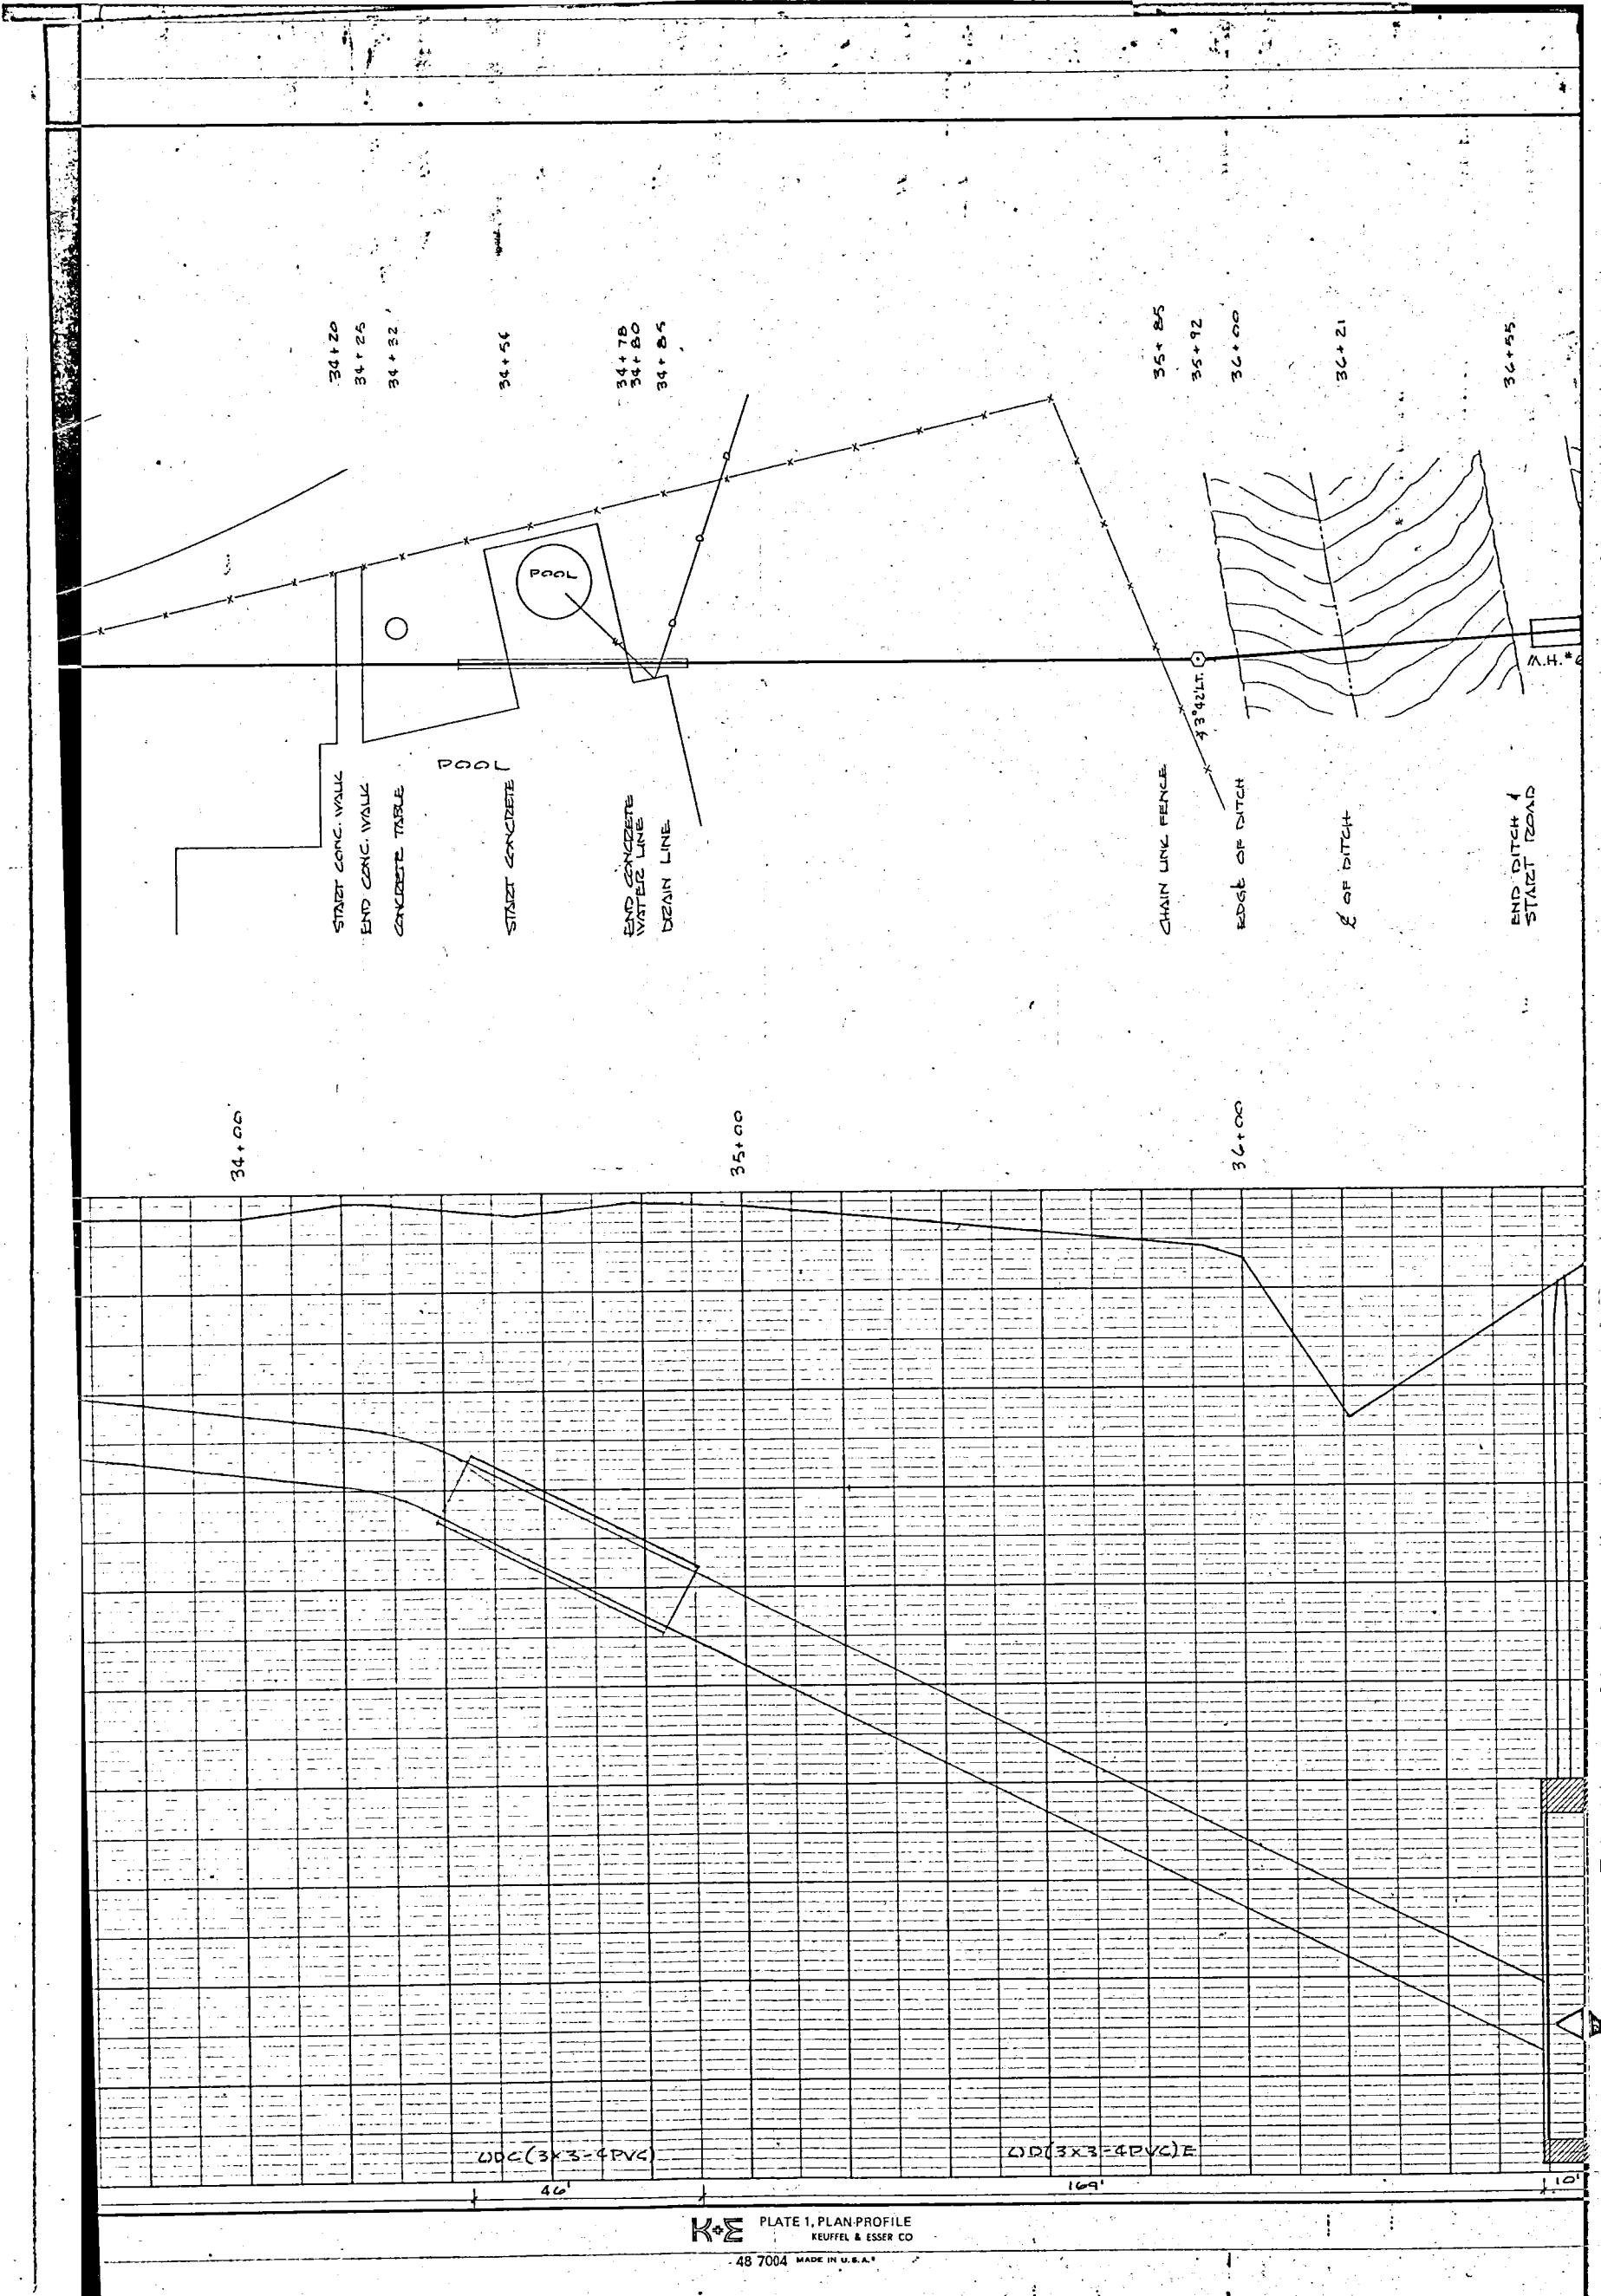 34+20
34+25
34+32
34+54
34+78
34+80
34+85
35+85
35+92
36+00
36+21
36+55
POOL
∡ 3°42' LT.
M.H. #
POOL
START CONC. WALK
END CONC. WALK
CONCRETE TABLE
START CONCRETE
END CONCRETE
WATER LINE
DRAIN LINE
CHAIN LINK FENCE
EDGE OF DITCH
℄ OF DITCH
END DITCH &
START ROAD
34+00
35+00
36+00
UDC(3x3-4PVC)
UD(3x3-4PVC)E
46'
169'
10'
K+E PLATE 1, PLAN-PROFILE
KEUFFEL & ESSER CO
48 7004 MADE IN U.S.A.